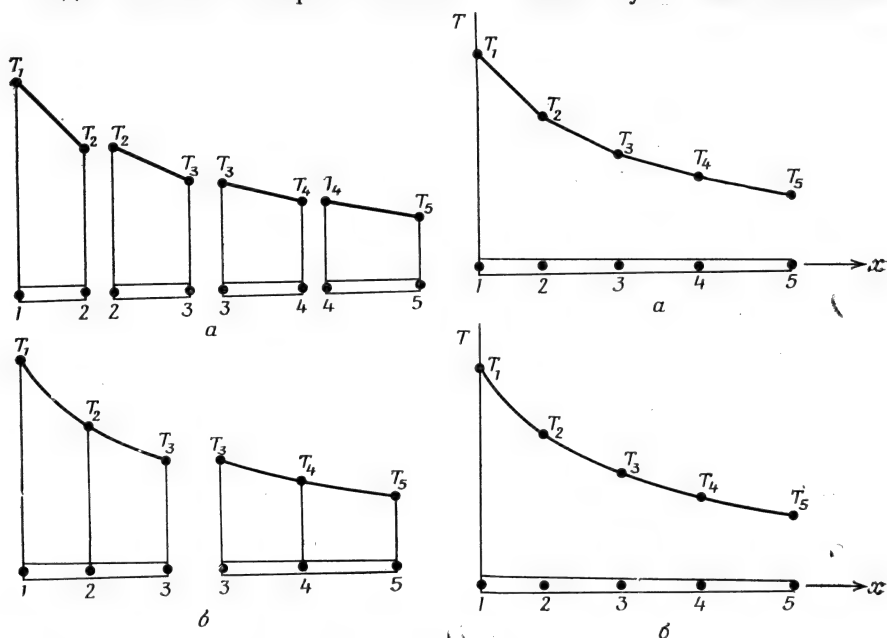 T₁
T₂ T₂
T₃ T₃
T₄ T₄
T₅
1 2 2 3 3 4 4 5
а
T
T₁
T₂
T₃
T₄
T₅
1 2 3 4 5 x
а
T₁
T₂
T₃ T₃
T₄
T₅
1 2 3 3 4 5
б
T
T₁
T₂
T₃
T₄
T₅
1 2 3 4 5 x
б